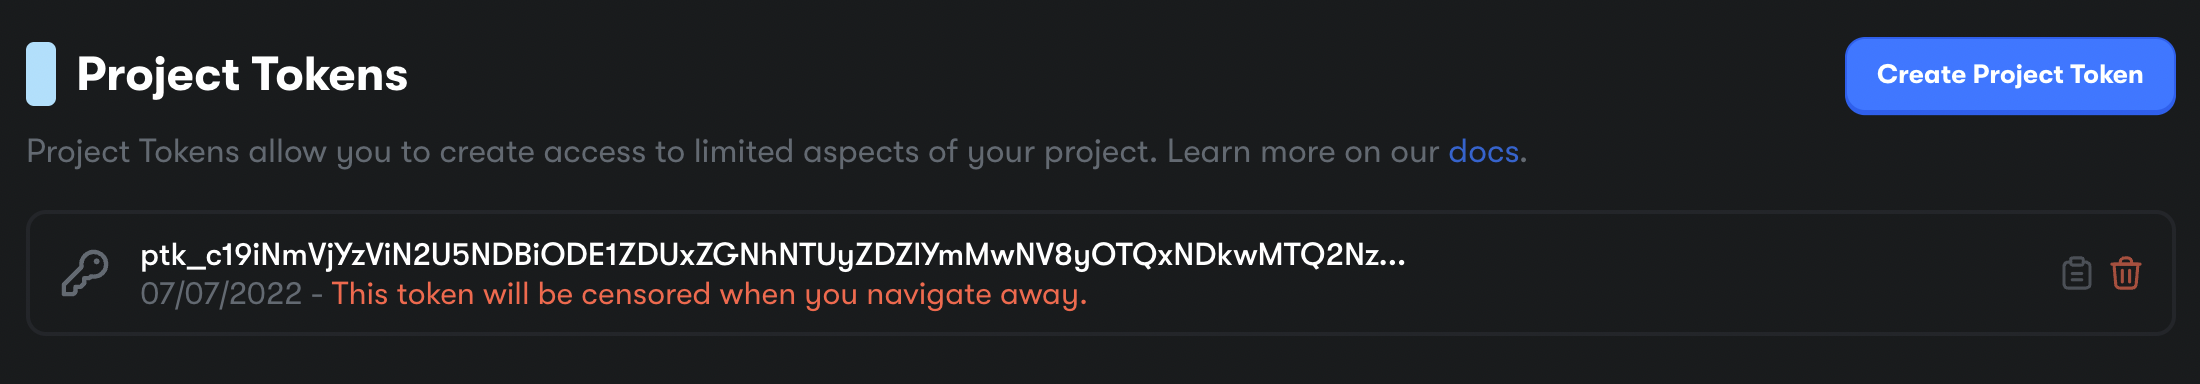 Project Tokens
Create Project Token
Project Tokens allow you to create access to limited aspects of your project. Learn more on our docs.
ptk_c19iNmVjYzViN2U5NDBiODE1ZDUxZGNhNTUyZDZlYmMwNV8yOTQxNDkwMTQ2Nz...
07/07/2022 - This token will be censored when you navigate away.